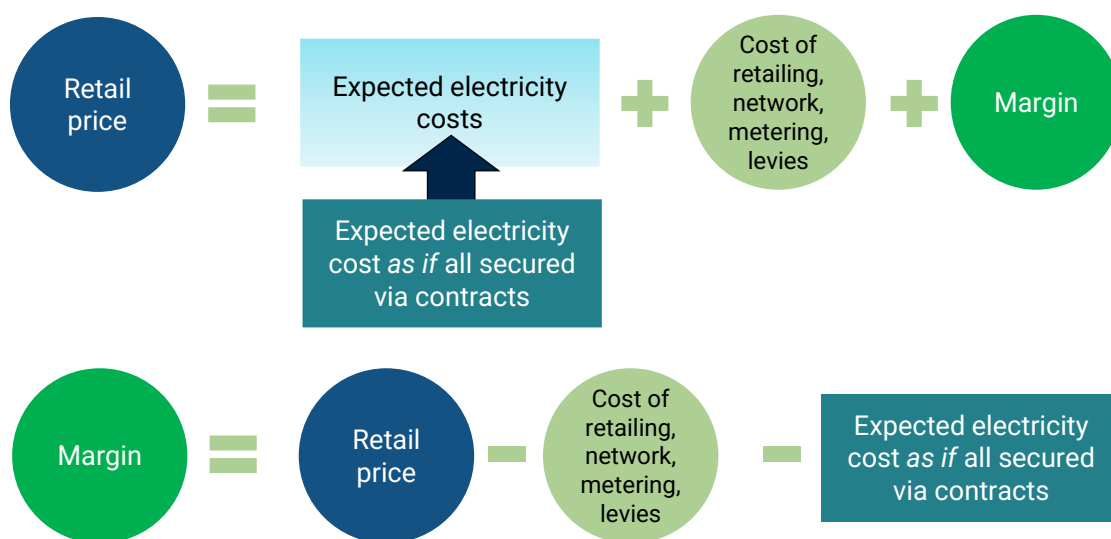 Retail
price
=
Expected electricity
costs
+
Cost of
retailing,
network,
metering,
levies
+
Margin
Expected electricity
cost as if all secured
via contracts
Margin
=
Retail
price
-
Cost of
retailing,
network,
metering,
levies
-
Expected electricity
cost as if all secured
via contracts